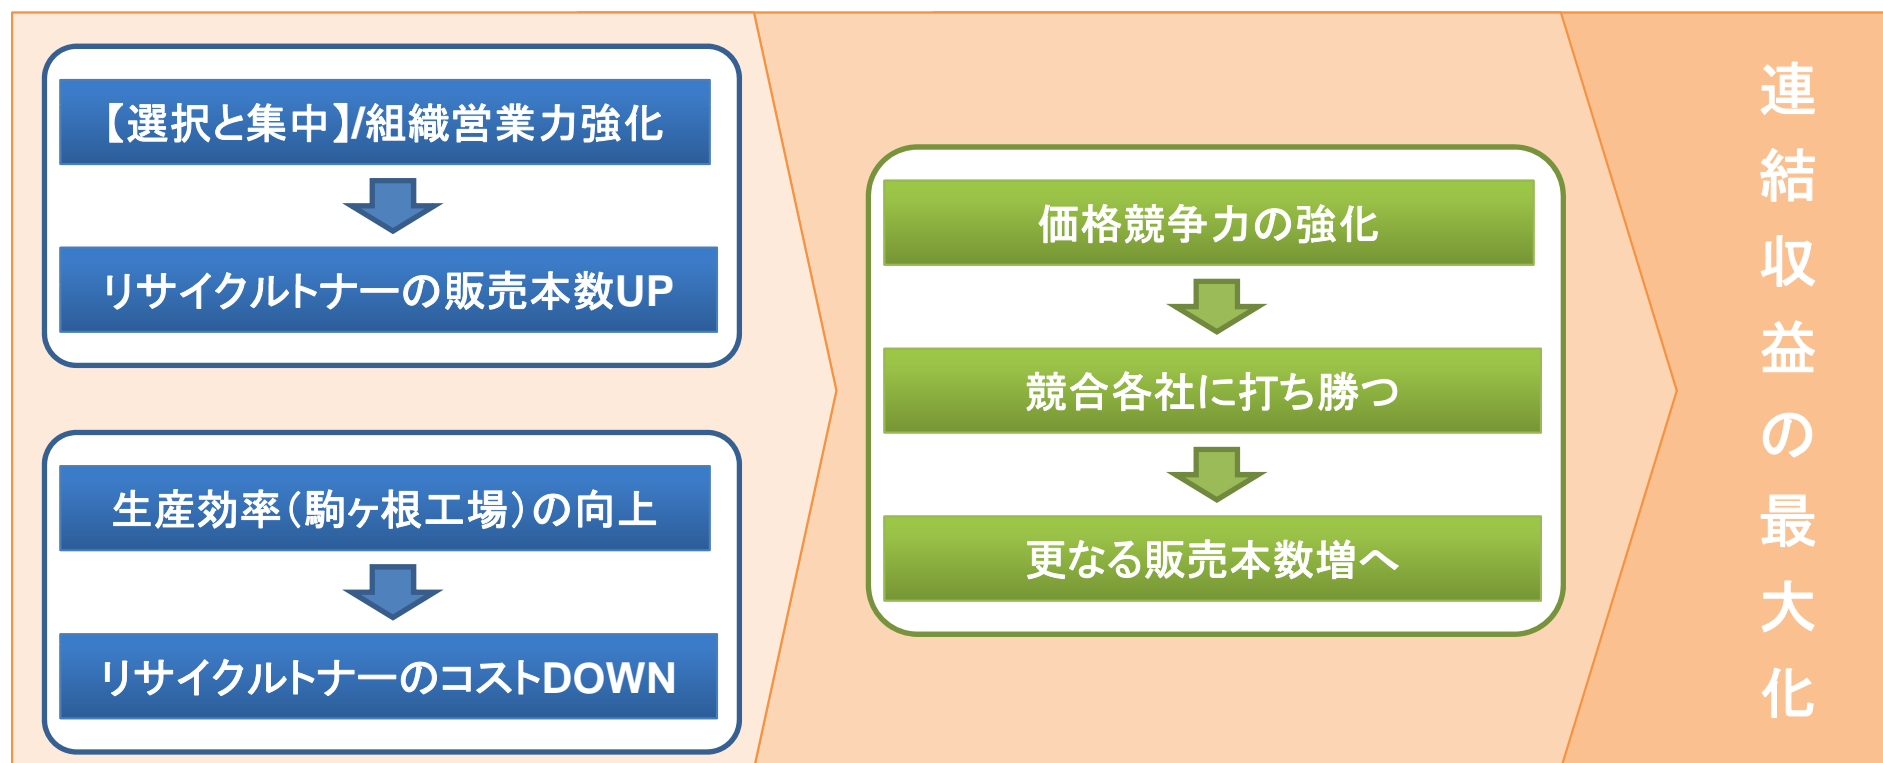 【選択と集中】/組織営業力強化
リサイクルトナーの販売本数UP
生産効率（駒ヶ根工場）の向上
リサイクルトナーのコストDOWN
価格競争力の強化
競合各社に打ち勝つ
更なる販売本数増へ
連結収益の最大化